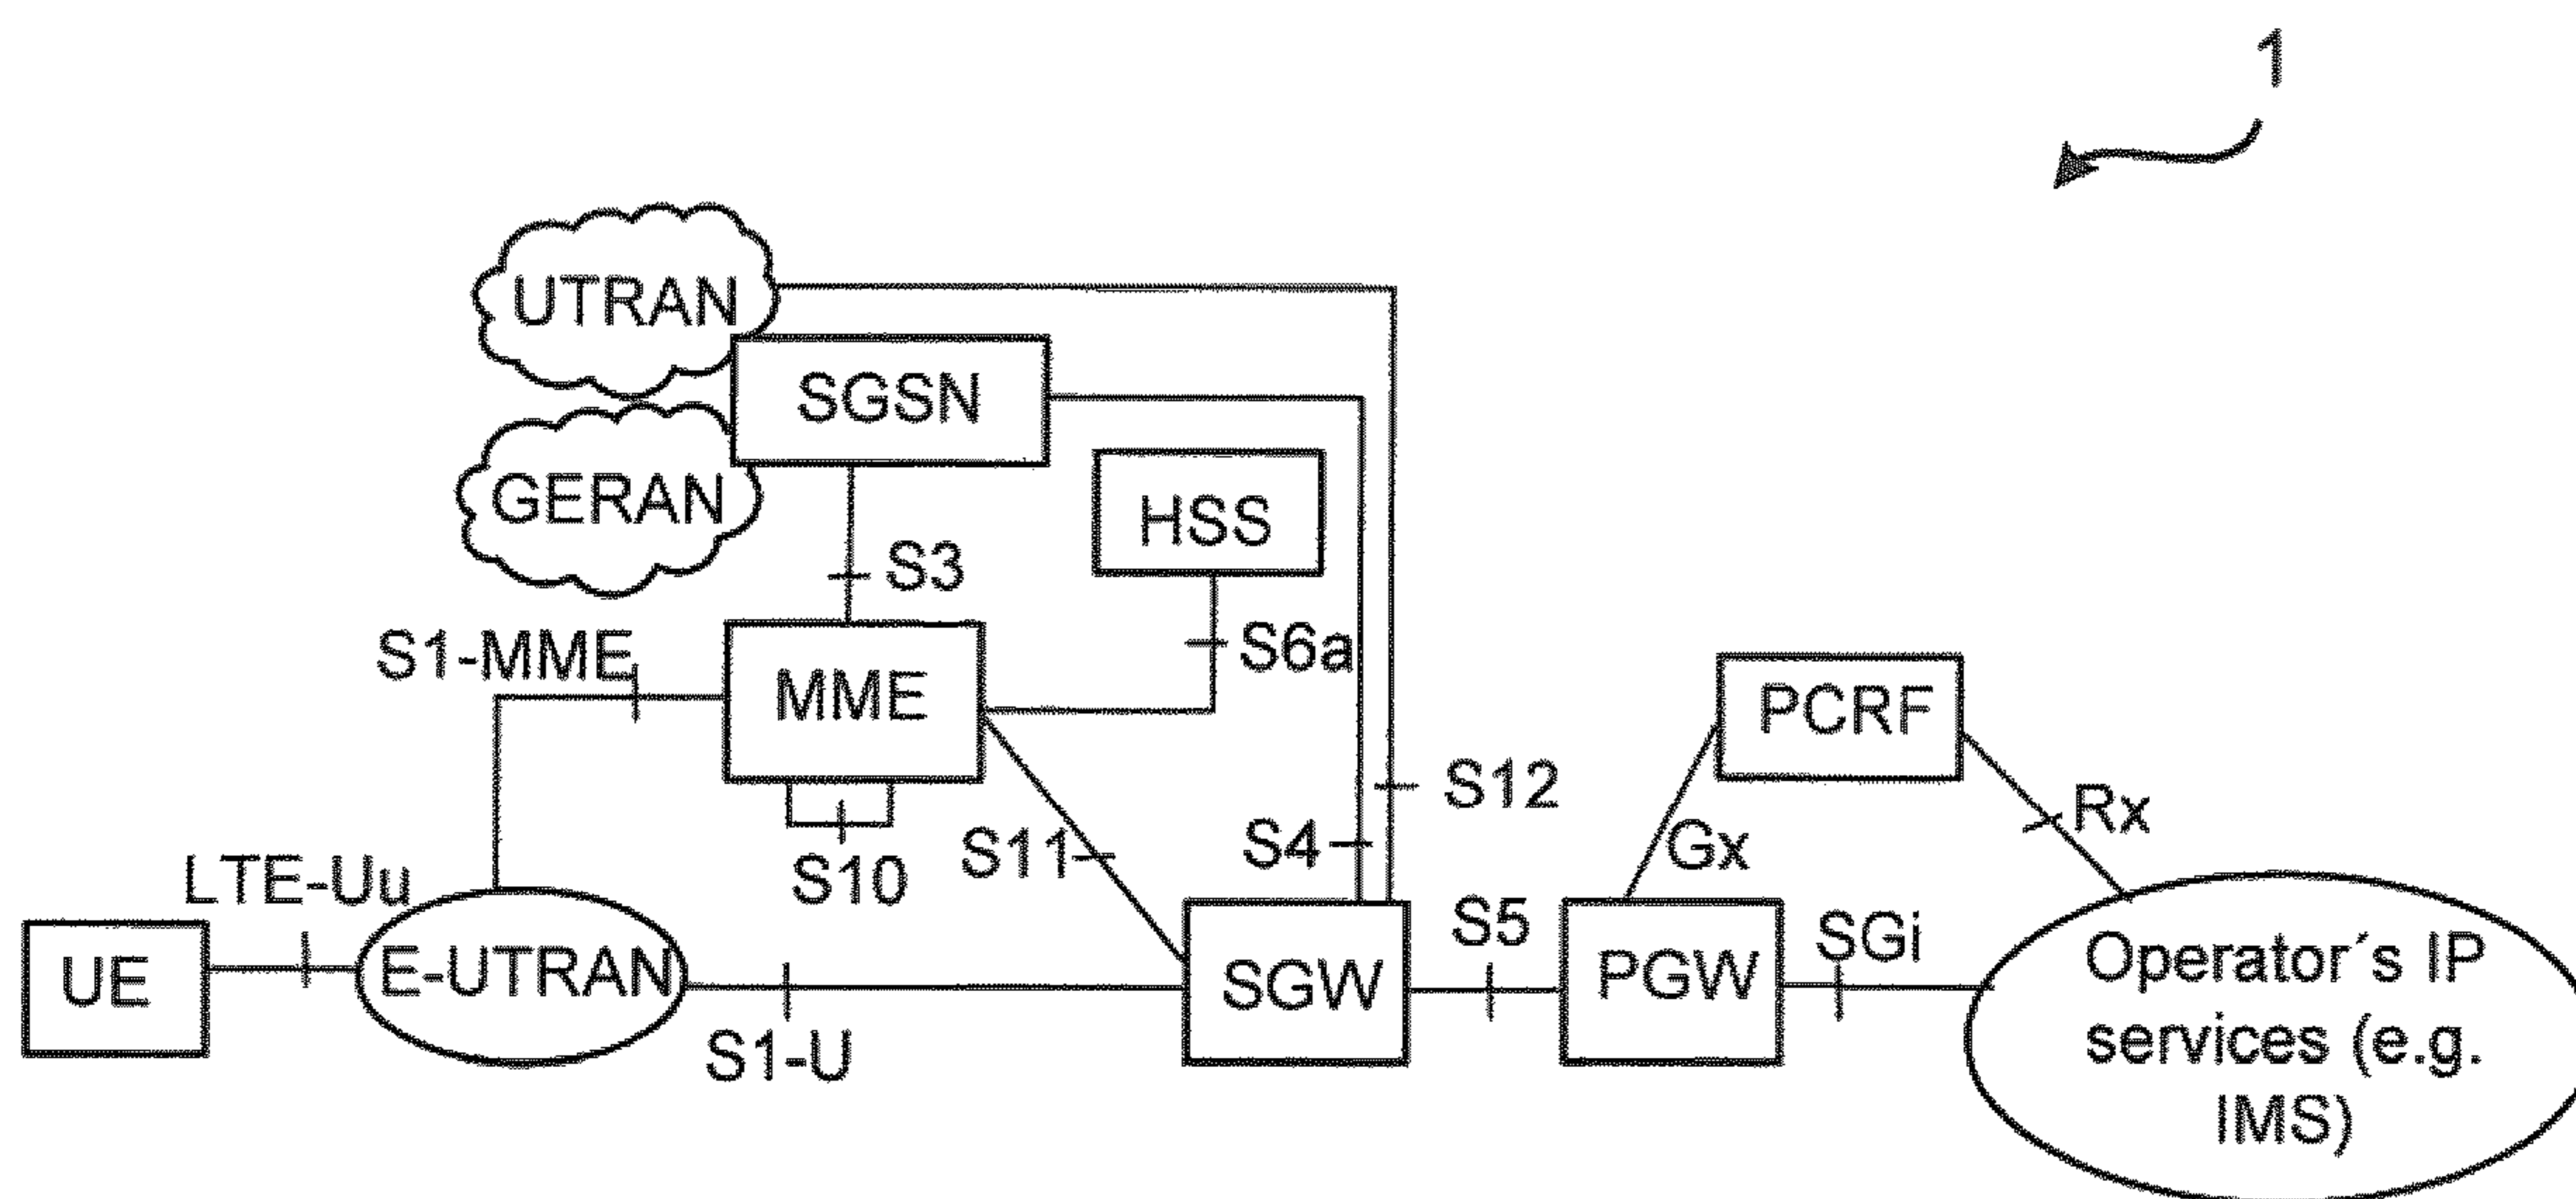 1
UTRAN
SGSN
GERAN
HSS
S3
S1-MME
S6a
MME
PCRF
S12
Rx
S11
S4
Gx
LTE-Uu
S10
S5
SGi
UE
E-UTRAN
SGW
PGW
Operator´s IP
services (e.g.
IMS)
S1-U